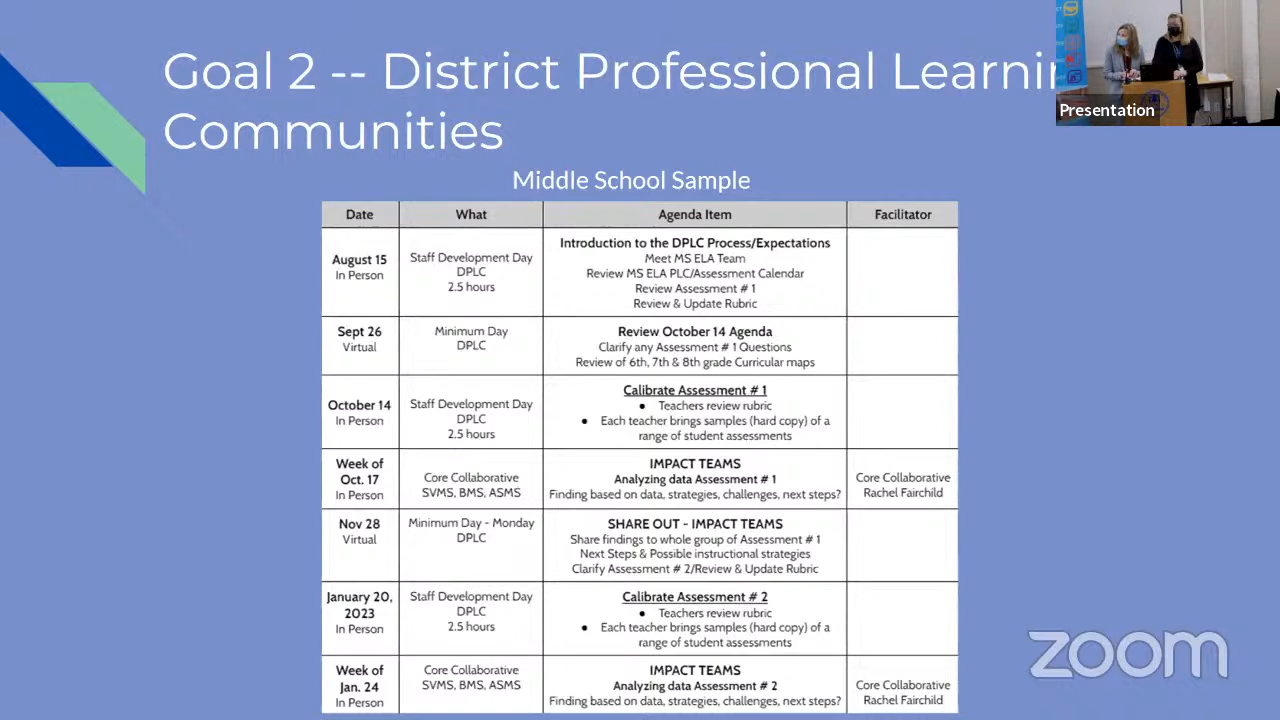 Goal 2 -- District Professional Learnin
Communities
Presentation
Middle School Sample
Date What Agenda Item Facilitator
August 15
In Person
Staff Development Day
DPLC
2.5 hours
Introduction to the DPLC Process/Expectations
Meet MS ELA Team
Review MS ELA PLC/Assessment Calendar
Review Assessment # 1
Review & Update Rubric
Sept 26
Virtual
Minimum Day
DPLC
Review October 14 Agenda
Clarify any Assessment # 1 Questions
Review of 6th, 7th & 8th grade Curricular maps
October 14
In Person
Staff Development Day
DPLC
2.5 hours
Calibrate Assessment # 1
● Teachers review rubric
● Each teacher brings samples (hard copy) of a
range of student assessments
Week of
Oct. 17
In Person
Core Collaborative
SVMS, BMS, ASMS
IMPACT TEAMS
Analyzing data Assessment # 1
Finding based on data, strategies, challenges, next steps?
Core Collaborative
Rachel Fairchild
Nov 28
Virtual
Minimum Day - Monday
DPLC
SHARE OUT - IMPACT TEAMS
Share findings to whole group of Assessment # 1
Next Steps & Possible instructional strategies
Clarify Assessment # 2/Review & Update Rubric
January 20,
2023
In Person
Staff Development Day
DPLC
2.5 hours
Calibrate Assessment # 2
● Teachers review rubric
● Each teacher brings samples (hard copy) of a
range of student assessments
Week of
Jan. 24
In Person
Core Collaborative
SVMS, BMS, ASMS
IMPACT TEAMS
Analyzing data Assessment # 2
Finding based on data, strategies, challenges, next steps?
Core Collaborative
Rachel Fairchild
zoom